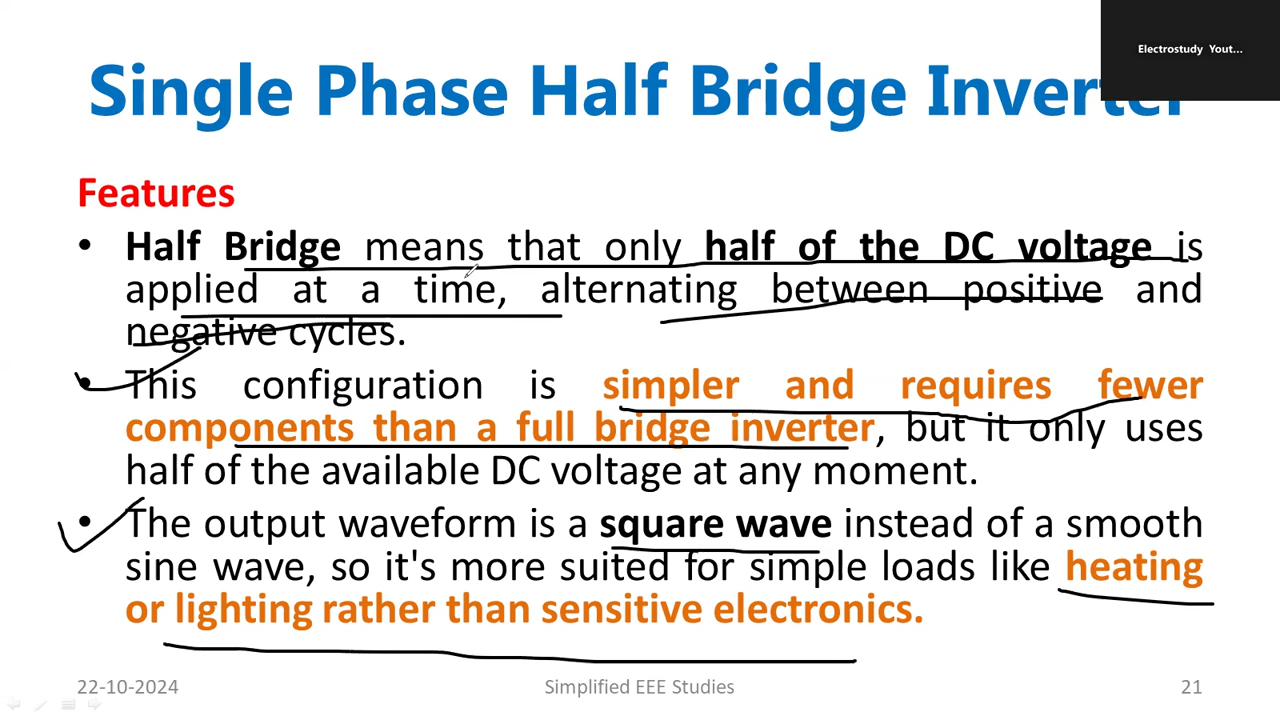 Electrostudy Yout...
Single Phase Half Bridge Inverter
Features
• Half Bridge means that only half of the DC voltage is
applied at a time, alternating between positive and
negative cycles.
• This configuration is simpler and requires fewer
components than a full bridge inverter, but it only uses
half of the available DC voltage at any moment.
• The output waveform is a square wave instead of a smooth
sine wave, so it's more suited for simple loads like heating
or lighting rather than sensitive electronics.
22-10-2024
Simplified EEE Studies
21